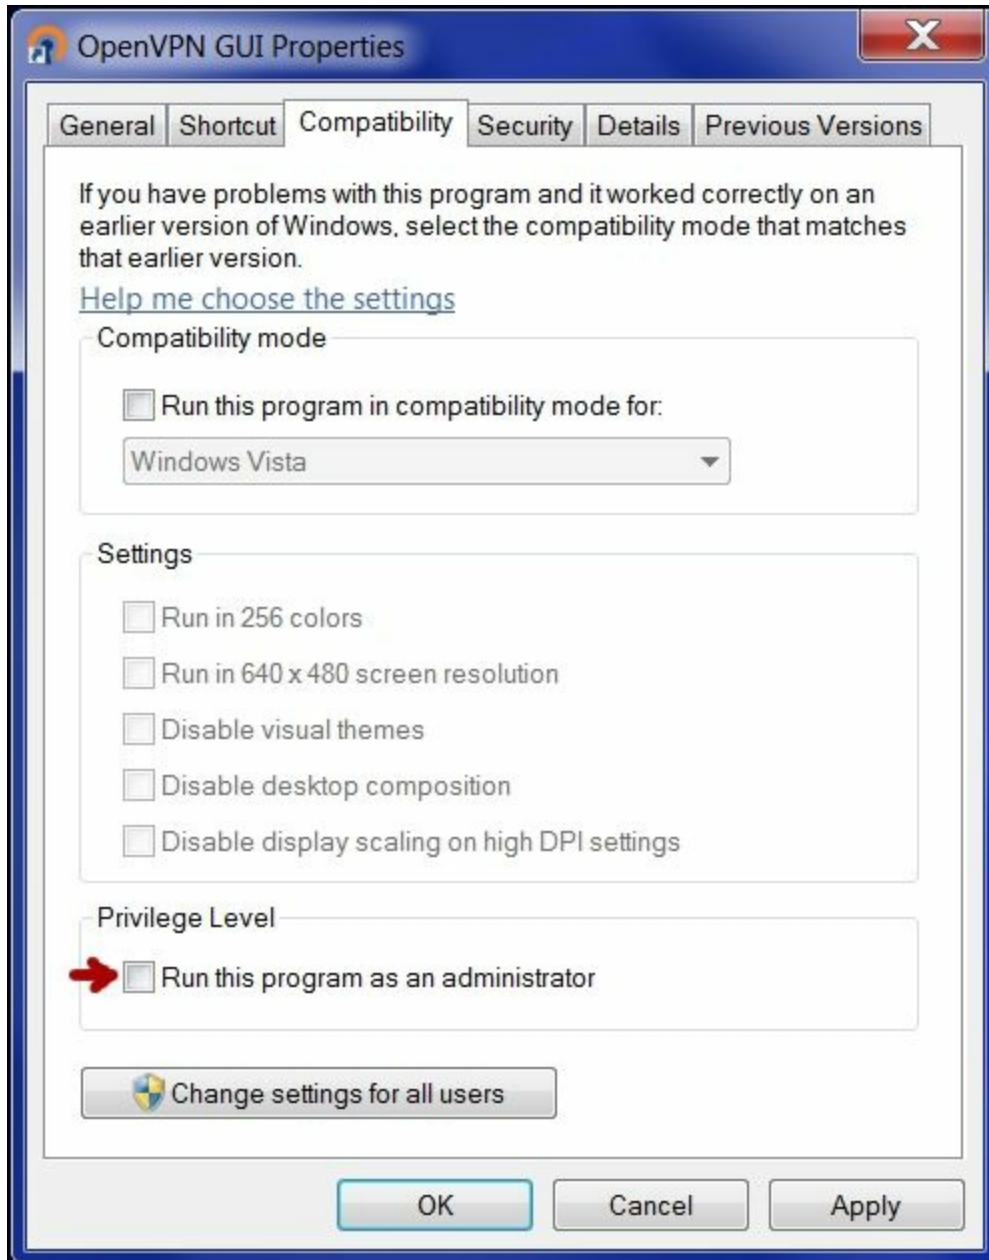 OpenVPN GUI Properties
General Shortcut Compatibility Security Details Previous Versions
If you have problems with this program and it worked correctly on an
earlier version of Windows, select the compatibility mode that matches
that earlier version.
Help me choose the settings
Compatibility mode
Run this program in compatibility mode for:
Windows Vista
Settings
Run in 256 colors
Run in 640 x 480 screen resolution
Disable visual themes
Disable desktop composition
Disable display scaling on high DPI settings
Privilege Level
Run this program as an administrator
Change settings for all users
OK Cancel Apply